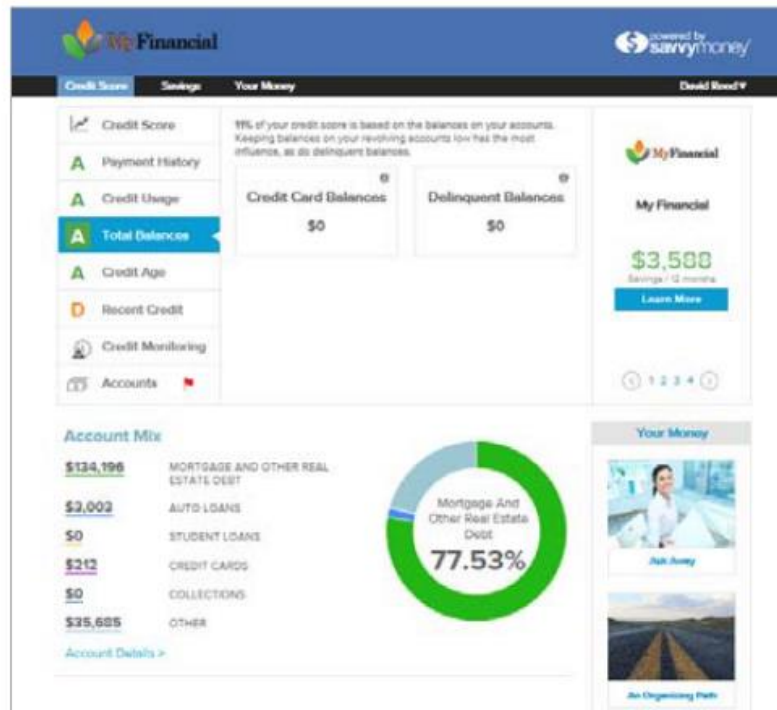 My Financial
powered by
savvymoney
Credit Score Savings Your Money David Reed
Credit Score
Payment History
Credit Usage
Total Balances
Credit Age
Recent Credit
Credit Monitoring
Accounts
A
A
A
A
D
11% of your credit score is based on the balances on your accounts.
Keeping balances on your revolving accounts low has the most
influence, as do delinquent balances.
Credit Card Balances
$0
Delinquent Balances
$0
MyFinancial
My Financial
$3,588
Savings / 12 months
Learn More
1 2 3 4
Account Mix
$134,196 MORTGAGE AND OTHER REAL
ESTATE DEBT
AUTO LOANS
$0 STUDENT LOANS
$212 CREDIT CARDS
$0 COLLECTIONS
$35,685 OTHER
Account Details >
Mortgage And
Other Real Estate
Debt
77.53%
Your Money
Ask Away
An Organizing Path